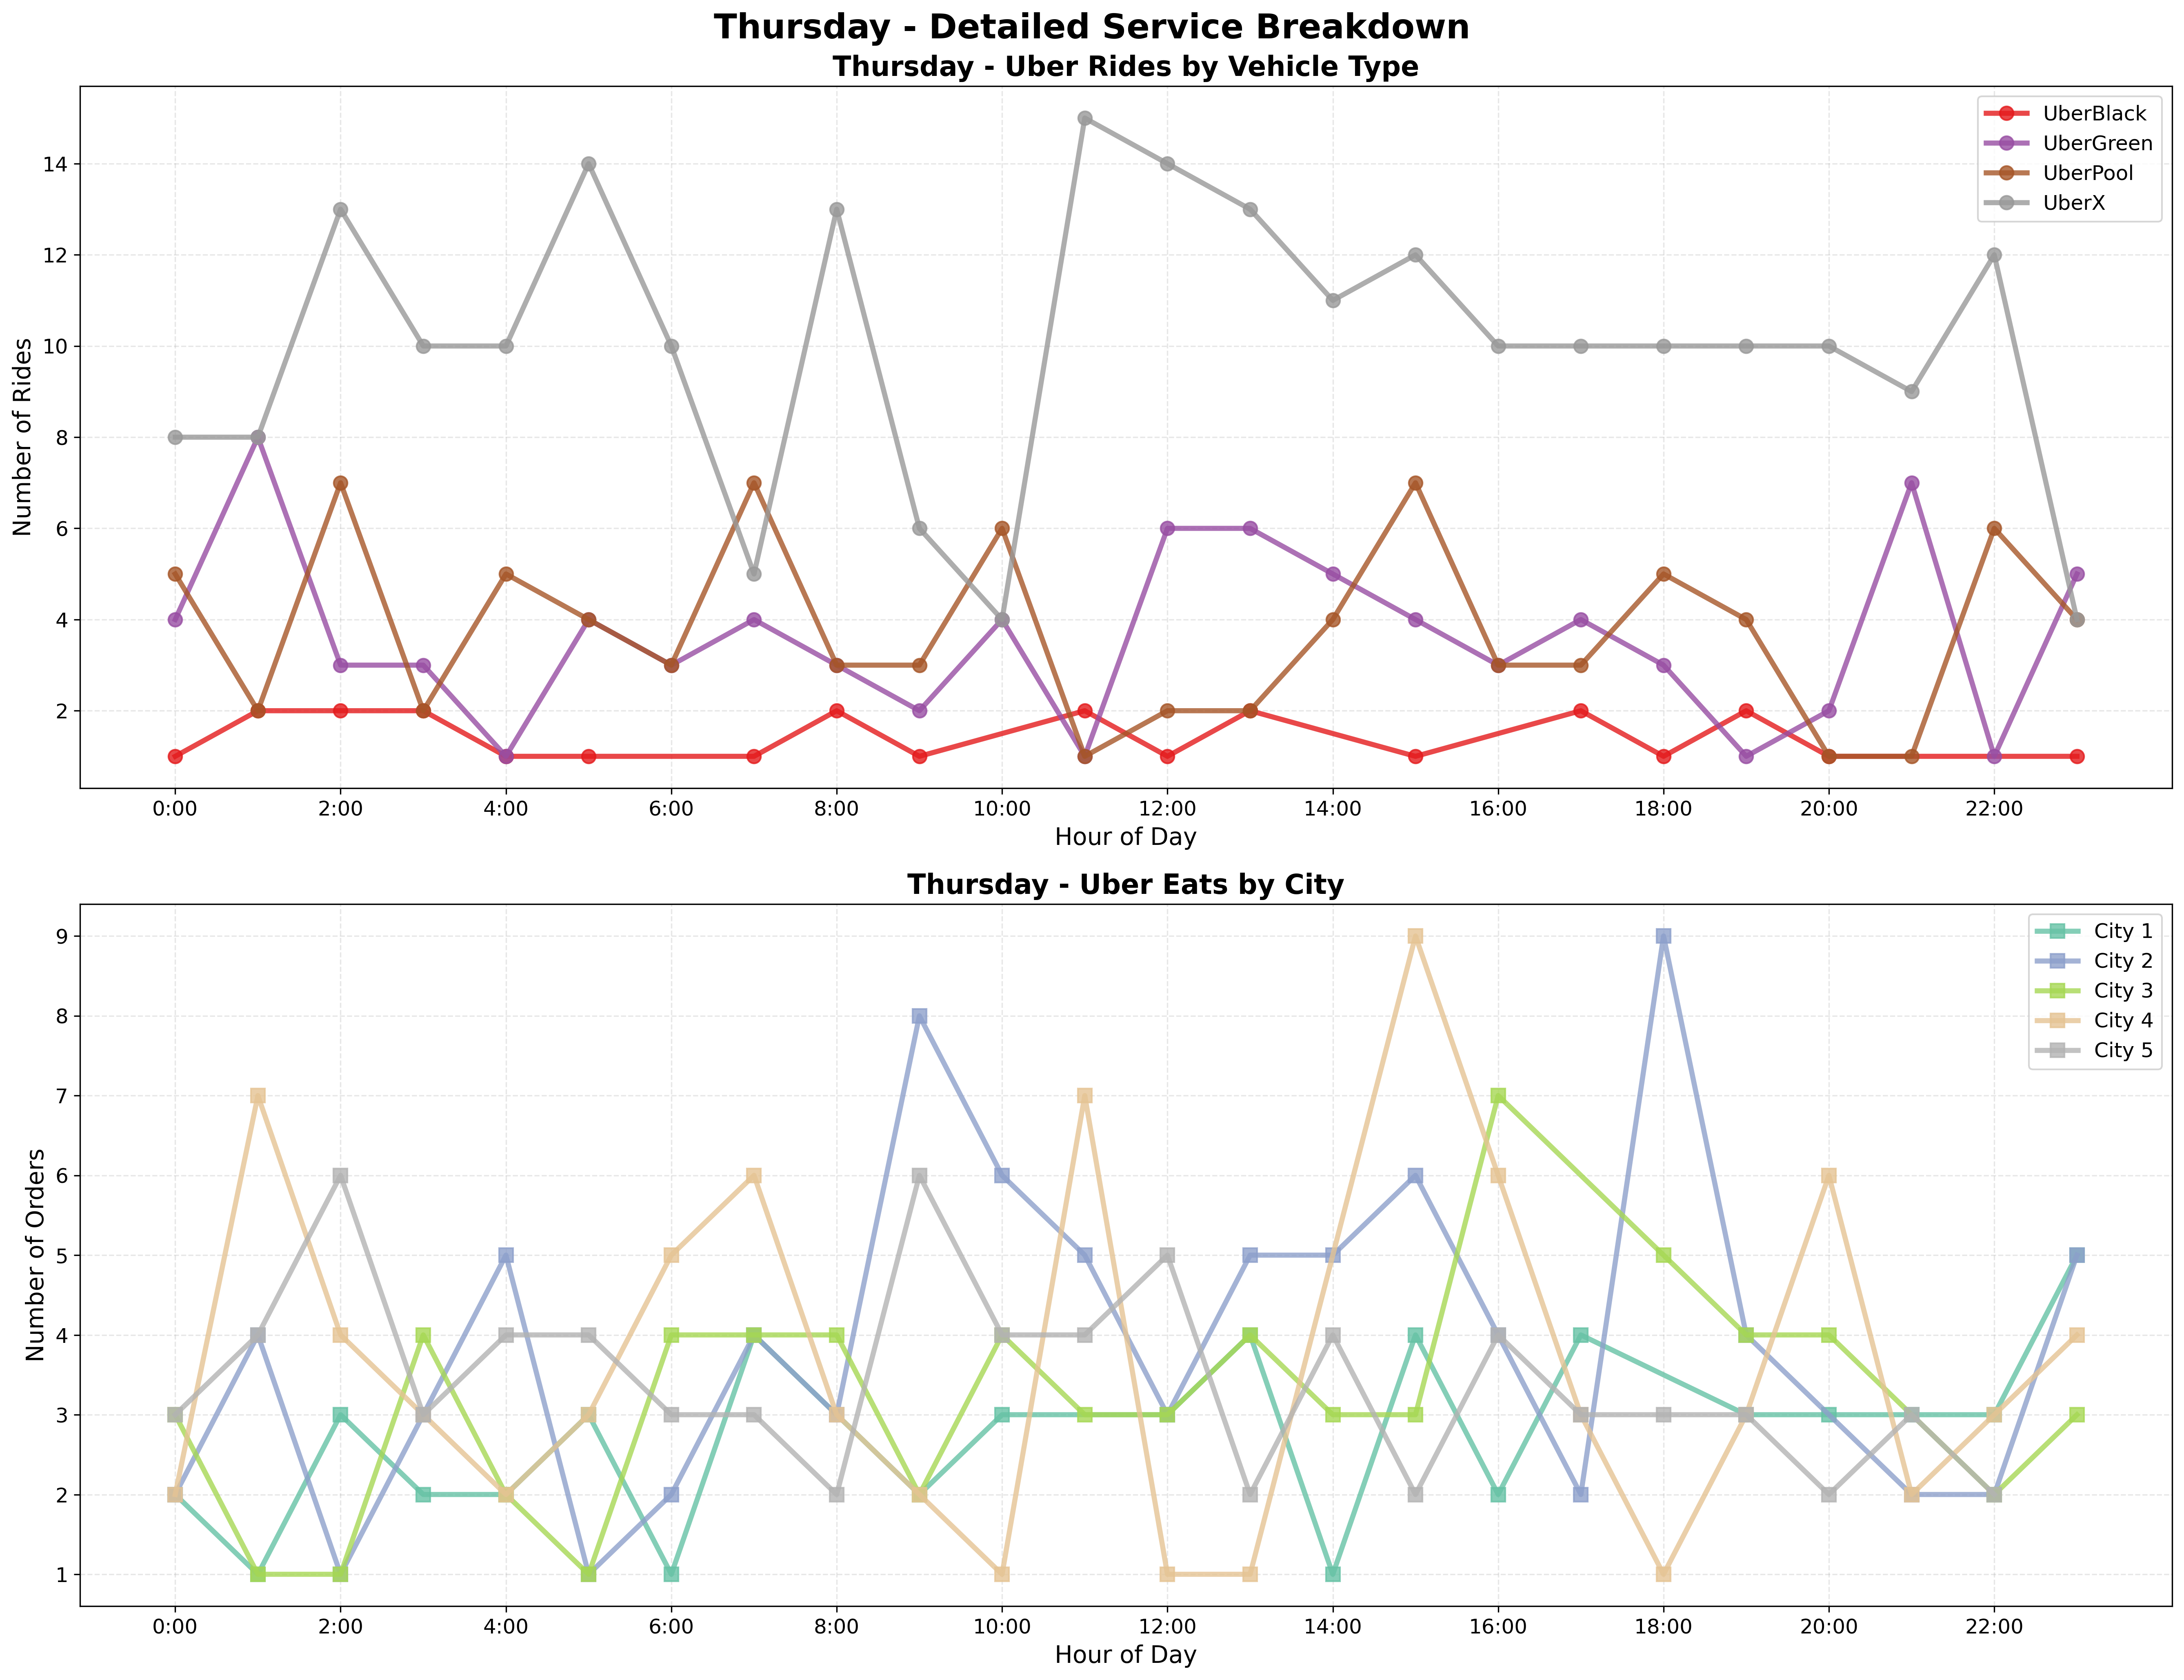 Thursday - Detailed Service Breakdown
Thursday - Uber Rides by Vehicle Type
Number of Rides
14
12
10
8
6
4
2
UberBlack
UberGreen
UberPool
UberX
0:00 2:00 4:00 6:00 8:00 10:00 12:00 14:00 16:00 18:00 20:00 22:00
Hour of Day
Thursday - Uber Eats by City
Number of Orders
9
8
7
6
5
4
3
2
1
City 1
City 2
City 3
City 4
City 5
0:00 2:00 4:00 6:00 8:00 10:00 12:00 14:00 16:00 18:00 20:00 22:00
Hour of Day